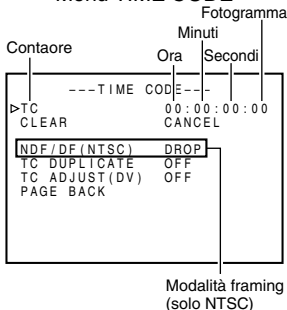 Menu TIME CODE
Fotogramma
Minuti
Contaore
Ora
Secondi
---TIME CODE---
TC 00:00:00:00
CLEAR CANCEL
NDF/DF(NTSC) DROP
TC DUPLICATE OFF
TC ADJUST(DV) OFF
PAGE BACK
Modalità framing
(solo NTSC)